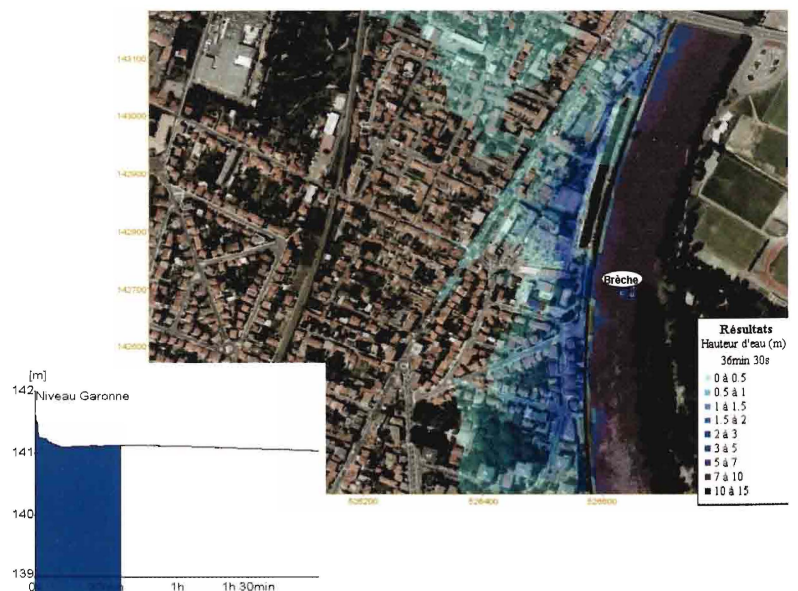 143100
143000
142900
142800
142700
142600
Brèche
Résultats
Hauteur d'eau (m)
36min 30s
0 à 0.5
0.5 à 1
1 à 1.5
1.5 à 2
2 à 3
3 à 5
5 à 7
7 à 10
10 à 15
526200
526400
526600
[m]
142
Niveau Garonne
141
140
139
1h
1h 30min